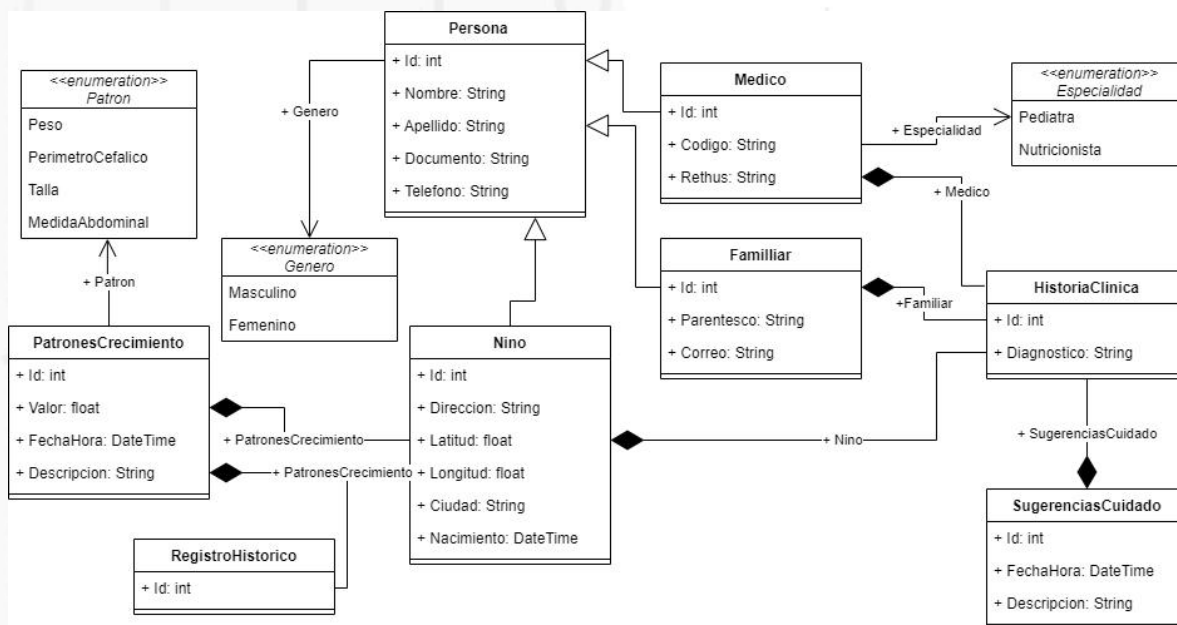 Persona
+ Id: int
+ Nombre: String
+ Apellido: String
+ Documento: String
+ Telefono: String
<<enumeration>>
Patron
Peso
PerimetroCefalico
Talla
MedidaAbdominal
+ Genero
Medico
+ Id: int
+ Codigo: String
+ Rethus: String
+ Especialidad
<<enumeration>>
Especialidad
Pediatra
Nutricionista
+ Medico
<<enumeration>>
Genero
Masculino
Femenino
+ Patron
Familliar
+ Id: int
+ Parentesco: String
+ Correo: String
+Familiar
HistoriaClinica
+ Id: int
+ Diagnostico: String
PatronesCrecimiento
+ Id: int
+ Valor: float
+ FechaHora: DateTime
+ Descripcion: String
+ PatronesCrecimiento
+ PatronesCrecimiento
Nino
+ Id: int
+ Direccion: String
+ Latitud: float
+ Longitud: float
+ Ciudad: String
+ Nacimiento: DateTime
+ Nino
+ SugerenciasCuidado
RegistroHistorico
+ Id: int
SugerenciasCuidado
+ Id: int
+ FechaHora: DateTime
+ Descripcion: String